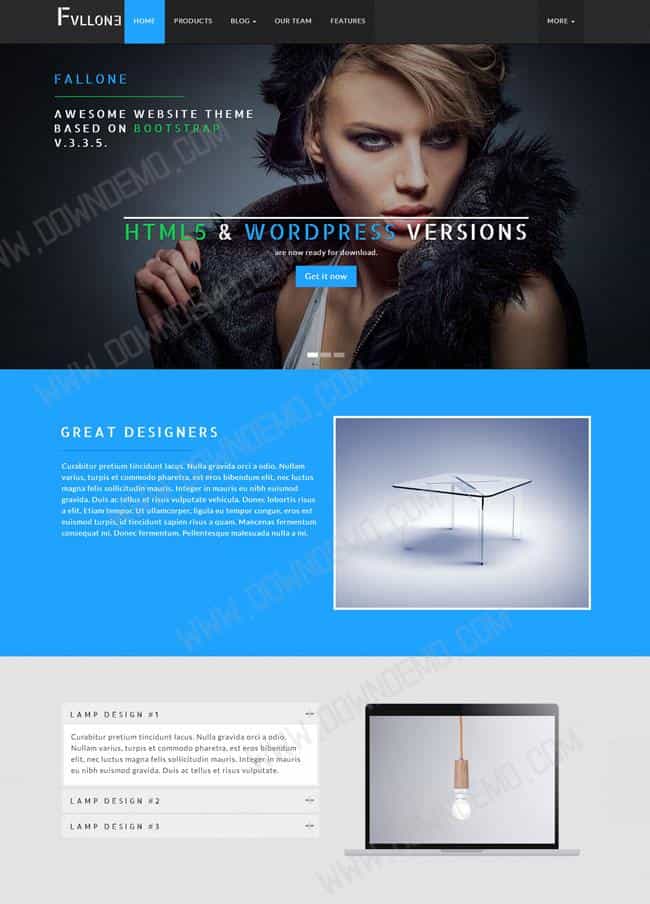 FVLLONE
HOME
PRODUCTS
BLOG
OUR TEAM
FEATURES
MORE
FALLONE
AWESOME WEBSITE THEME
BASED ON BOOTSTRAP
V.3.3.5.
HTML5 & WORDPRESS VERSIONS
are now ready for download.
Get it now
GREAT DESIGNERS
Curabitur pretium tincidunt lacus. Nulla gravida orci a odio. Nullam
varius, turpis et commodo pharetra, est eros bibendum elit, nec luctus
magna felis sollicitudin mauris. Integer in mauris eu nibh euismod
gravida. Duis ac tellus et risus vulputate vehicula. Donec lobortis risus
a elit. Etiam tempor. Ut ullamcorper, ligula eu tempor congue, eros est
euismod turpis, id tincidunt sapien risus a quam. Maecenas fermentum
consequat mi. Donec fermentum. Pellentesque malesuada nulla a mi.
LAMP DESIGN #1
Curabitur pretium tincidunt lacus. Nulla gravida orci a odio.
Nullam varius, turpis et commodo pharetra, est eros bibendum
elit, nec luctus magna felis sollicitudin mauris. Integer in mauris
eu nibh euismod gravida. Duis ac tellus et risus vulputate.
LAMP DESIGN #2
LAMP DESIGN #3
WWW.DOWNDEMO.COM
WWW.DOWNDEMO.COM
WWW.DOWNDEMO.COM
WWW.DOWNDEMO.COM